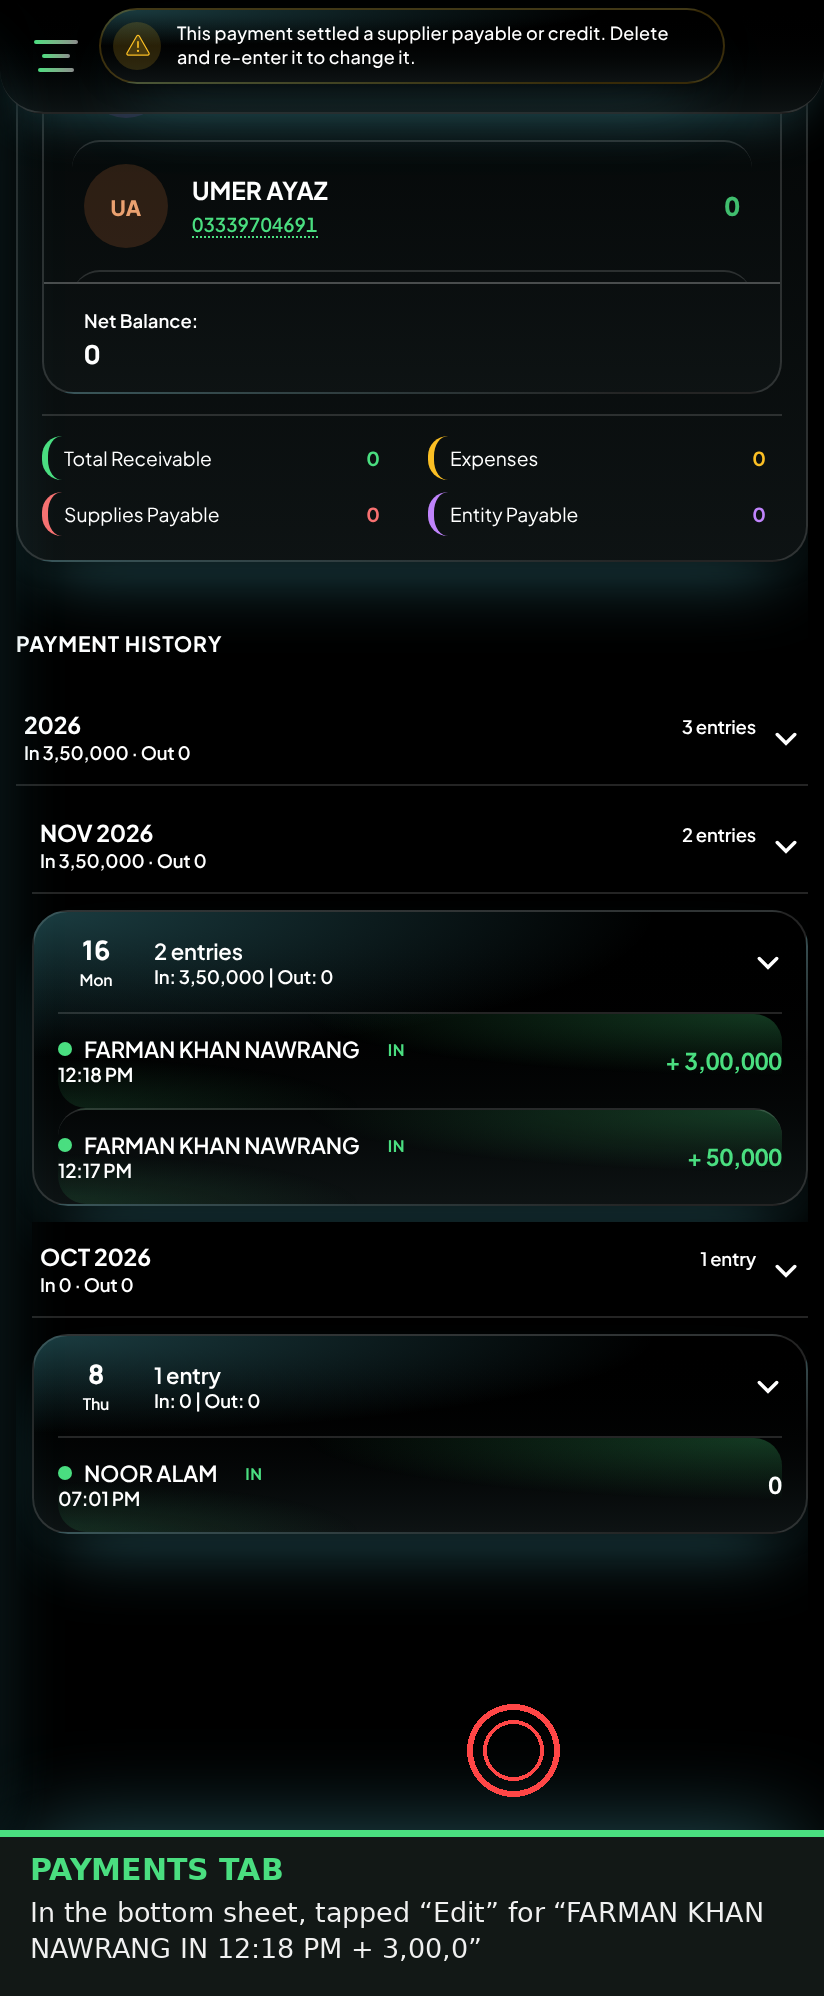 This payment settled a supplier payable or credit. Delete
and re-enter it to change it.
UA
UMER AYAZ
03339704691
0
Net Balance:
0
Total Receivable 0
Expenses 0
Supplies Payable 0
Entity Payable 0
PAYMENT HISTORY
2026
In 3,50,000 · Out 0
3 entries
NOV 2026
In 3,50,000 · Out 0
2 entries
16
Mon
2 entries
In: 3,50,000 | Out: 0
FARMAN KHAN NAWRANG IN
12:18 PM
+ 3,00,000
FARMAN KHAN NAWRANG IN
12:17 PM
+ 50,000
OCT 2026
In 0 · Out 0
1 entry
8
Thu
1 entry
In: 0 | Out: 0
NOOR ALAM IN
07:01 PM
0
PAYMENTS TAB
In the bottom sheet, tapped “Edit” for “FARMAN KHAN
NAWRANG IN 12:18 PM + 3,00,0”